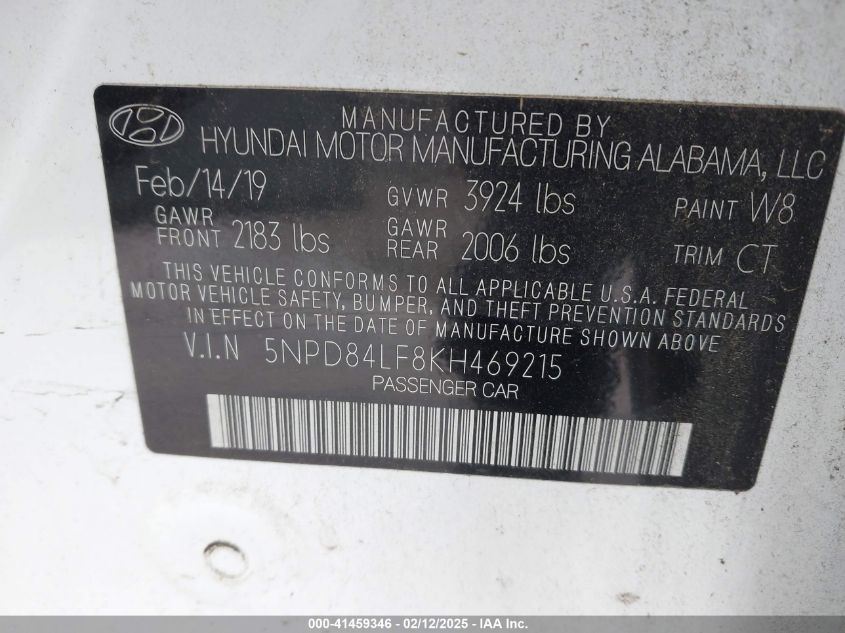 MANUFACTURED BY
HYUNDAI MOTOR MANUFACTURING ALABAMA, LLC
Feb/14/19 GVWR 3924 lbs PAINT W8
GAWR FRONT 2183 lbs GAWR REAR 2006 lbs TRIM CT
THIS VEHICLE CONFORMS TO ALL APPLICABLE U.S.A. FEDERAL
MOTOR VEHICLE SAFETY, BUMPER, AND THEFT PREVENTION STANDARDS
IN EFFECT ON THE DATE OF MANUFACTURE SHOWN ABOVE.
V.I.N 5NPD84LF8KH469215
PASSENGER CAR
000-41459346 - 02/12/2025 - IAA Inc.